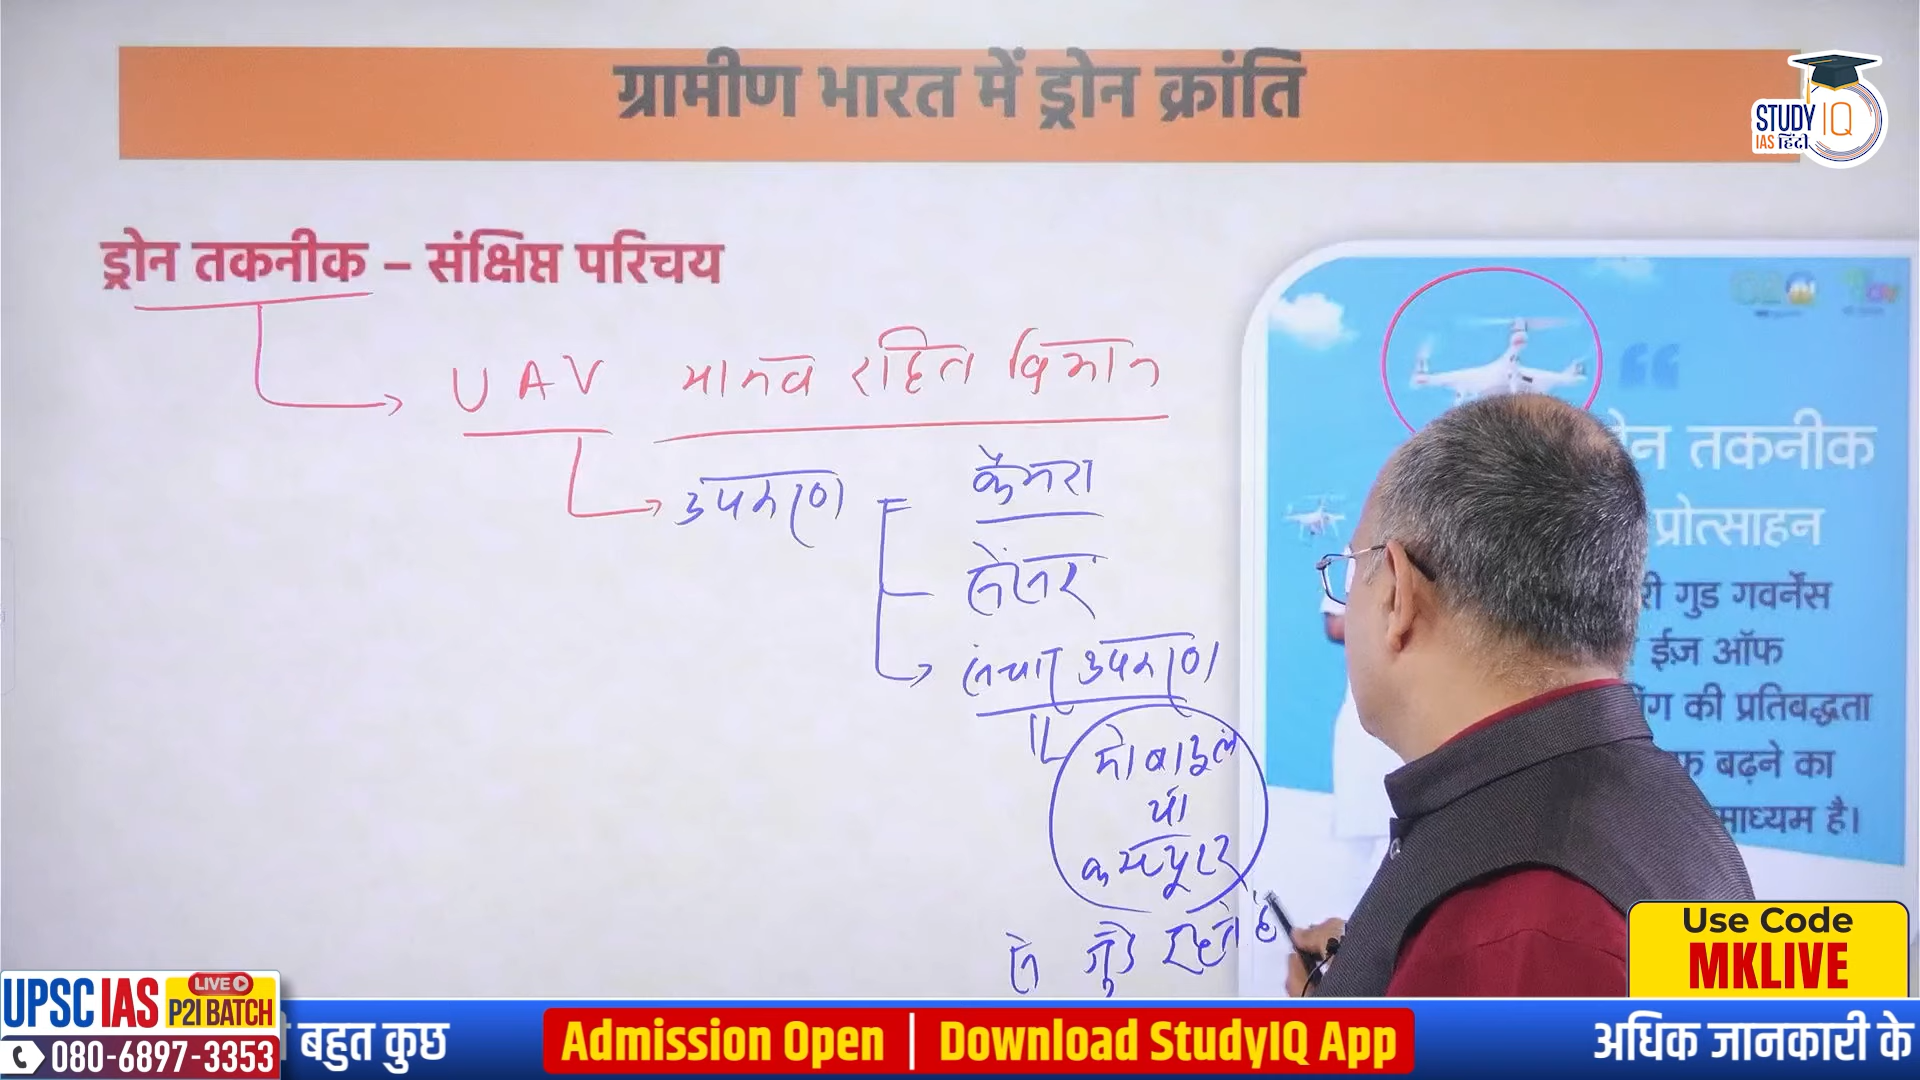 ग्रामीण भारत में ड्रोन क्रांति
STUDY IQ
IAS हिंदी
ड्रोन तकनीक – संक्षिप्त परिचय
UAV मानव रहित विमान
उपकरण
कैमरा
सेंसर
संचार उपकरण
मोबाइल
या
कम्प्यूटर
से जुड़े रहते हैं
तकनीक
प्रोत्साहन
गुड गवर्नेंस
ईज़ ऑफ
की प्रतिबद्धता
बढ़ने का
माध्यम है।
Use Code
MKLIVE
UPSC IAS LIVE P2I BATCH
080-6897-3353
बहुत कुछ
Admission Open | Download StudyIQ App
अधिक जानकारी के